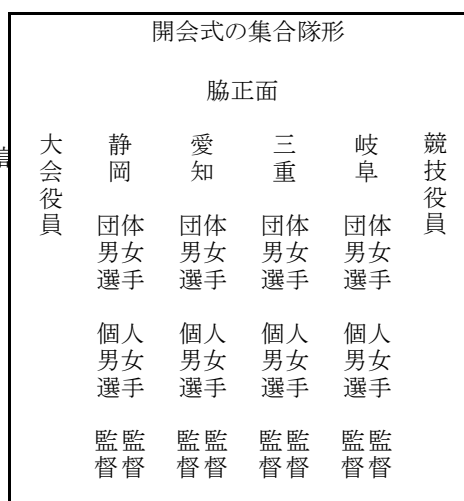 開会式の集合隊形
脇正面
大会役員
静岡
愛知
三重
岐阜
競技役員
団体 団体 団体 団体
男女 男女 男女 男女
選手 選手 選手 選手
個人 個人 個人 個人
男女 男女 男女 男女
選手 選手 選手 選手
監監 監監 監監 監監
督督 督督 督督 督督